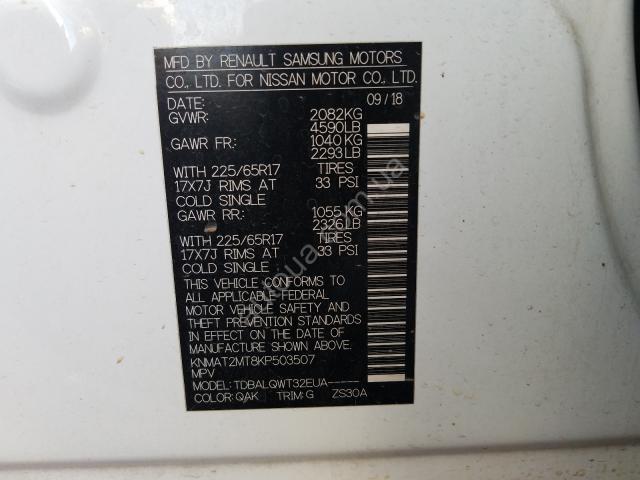 MFD BY RENAULT SAMSUNG MOTORS
CO., LTD. FOR NISSAN MOTOR CO., LTD.
DATE: 09/18
GVWR: 2082KG
4590LB
GAWR FR: 1040KG
2293LB
WITH 225/65R17 TIRES
17X7J RIMS AT 33 PSI
COLD SINGLE
GAWR RR: 1055KG
2326LB
WITH 225/65R17 TIRES
17X7J RIMS AT 33 PSI
COLD SINGLE
THIS VEHICLE CONFORMS TO
ALL APPLICABLE FEDERAL
MOTOR VEHICLE SAFETY AND
THEFT PREVENTION STANDARDS
IN EFFECT ON THE DATE OF
MANUFACTURE SHOWN ABOVE.
KNMAT2MT8KP503507
MPV
MODEL: TDBALQWT32EUA-----
COLOR: QAK TRIM: G ZS30A